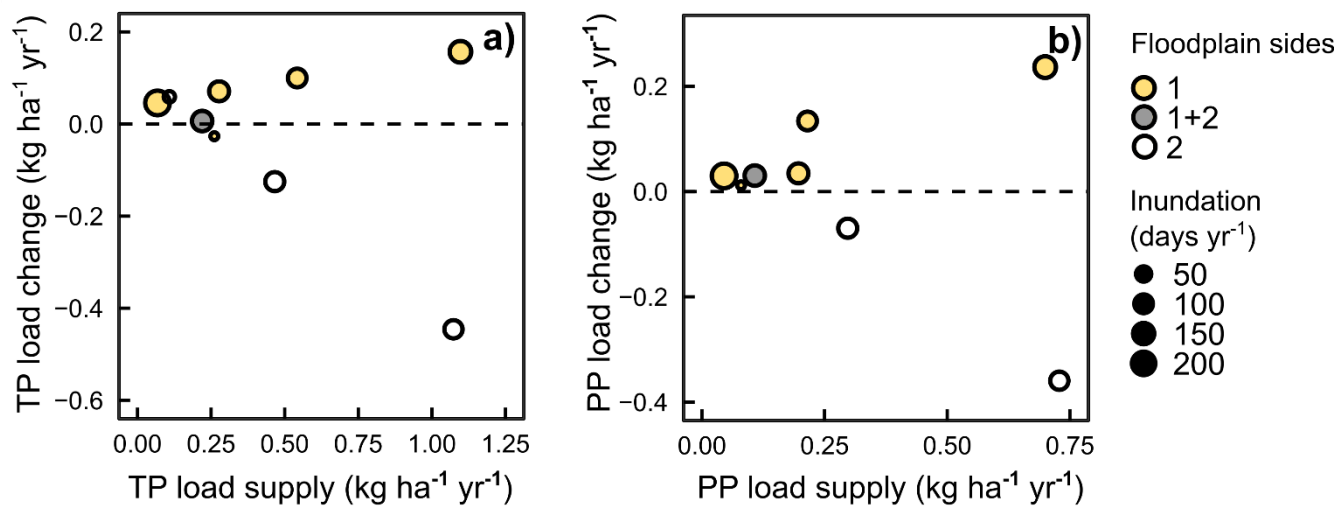 a)
TP load change (kg ha⁻¹ yr⁻¹)
0.2
0.0
−0.2
−0.4
−0.6
0.00 0.25 0.50 0.75 1.00 1.25
TP load supply (kg ha⁻¹ yr⁻¹)
b)
PP load change (kg ha⁻¹ yr⁻¹)
0.2
0.0
−0.2
−0.4
0.00 0.25 0.50 0.75
PP load supply (kg ha⁻¹ yr⁻¹)
Floodplain sides
1
1+2
2
Inundation
(days yr⁻¹)
50
100
150
200